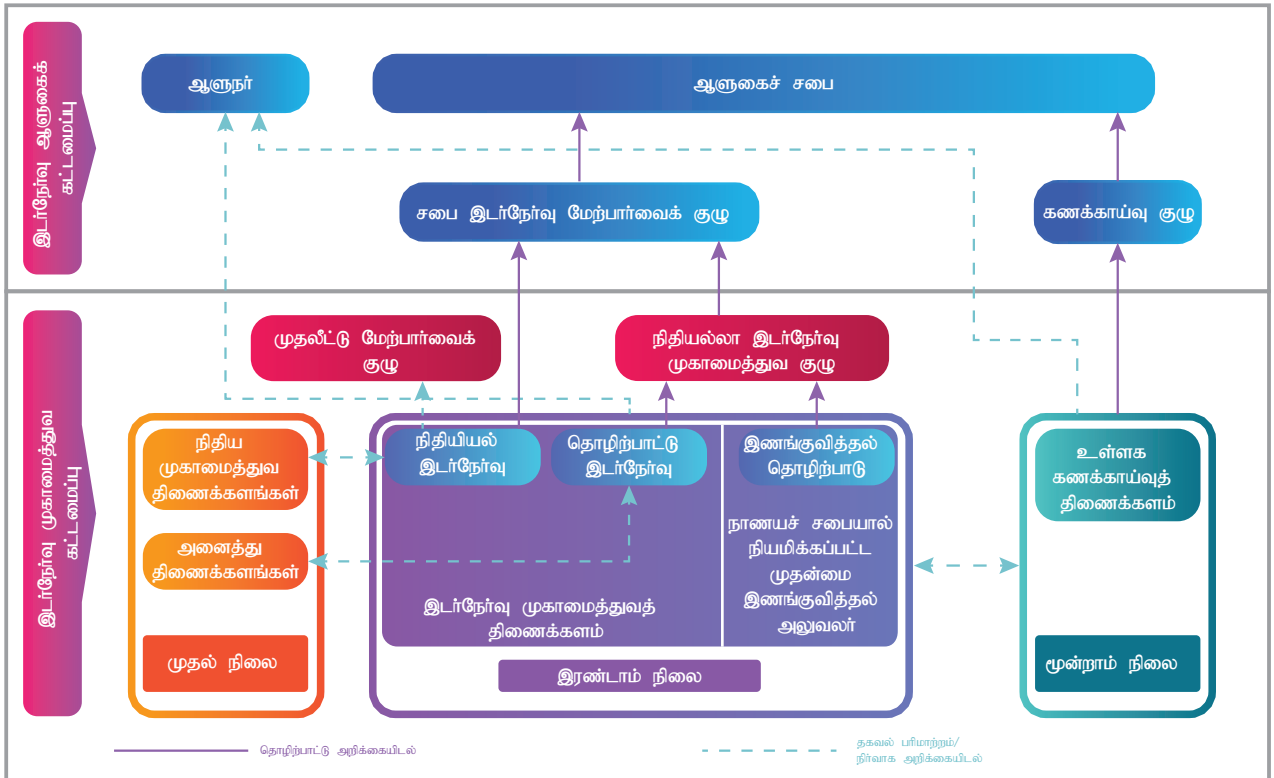 இடர்நேர்வு ஆளுகைக்
கட்டமைப்பு
ஆளுநர்
ஆளுகைச் சபை
சபை இடர்நேர்வு மேற்பார்வைக் குழு
கணக்காய்வு குழு
இடர்நேர்வு முகாமைத்துவ
கட்டமைப்பு
முதலீட்டு மேற்பார்வைக்
குழு
நிதியல்லா இடர்நேர்வு
முகாமைத்துவ குழு
நிதிய
முகாமைத்துவ
திணைக்களங்கள்
அனைத்து
திணைக்களங்கள்
முதல் நிலை
நிதியியல்
இடர்நேர்வு
தொழிற்பாட்டு
இடர்நேர்வு
இடர்நேர்வு முகாமைத்துவத்
திணைக்களம்
இணங்குவித்தல்
தொழிற்பாடு
நாணயச் சபையால்
நியமிக்கப்பட்ட
முதன்மை
இணங்குவித்தல்
அலுவலர்
இரண்டாம் நிலை
உள்ளக
கணக்காய்வுத்
திணைக்களம்
மூன்றாம் நிலை
தொழிற்பாட்டு அறிக்கையிடல்
தகவல் பரிமாற்றம்/
நிர்வாக அறிக்கையிடல்